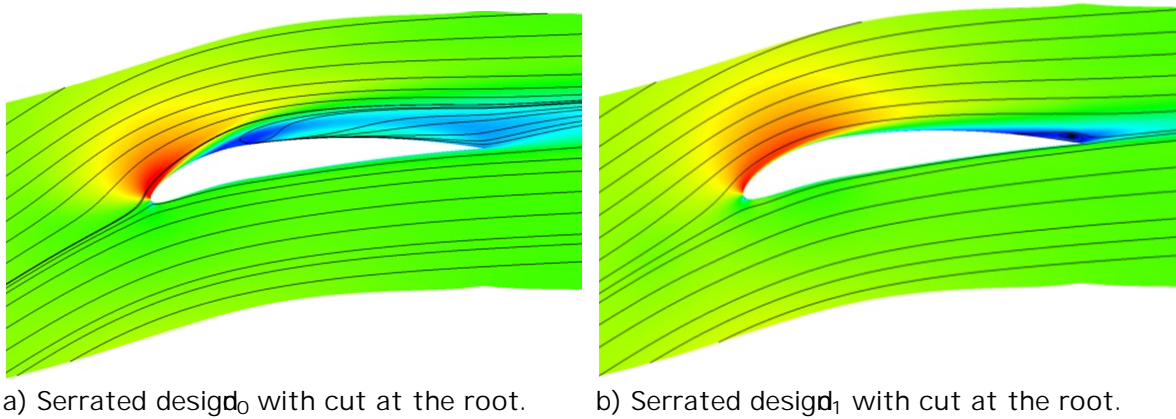 a) Serrated design d₀ with cut at the root.
b) Serrated design d₁ with cut at the root.